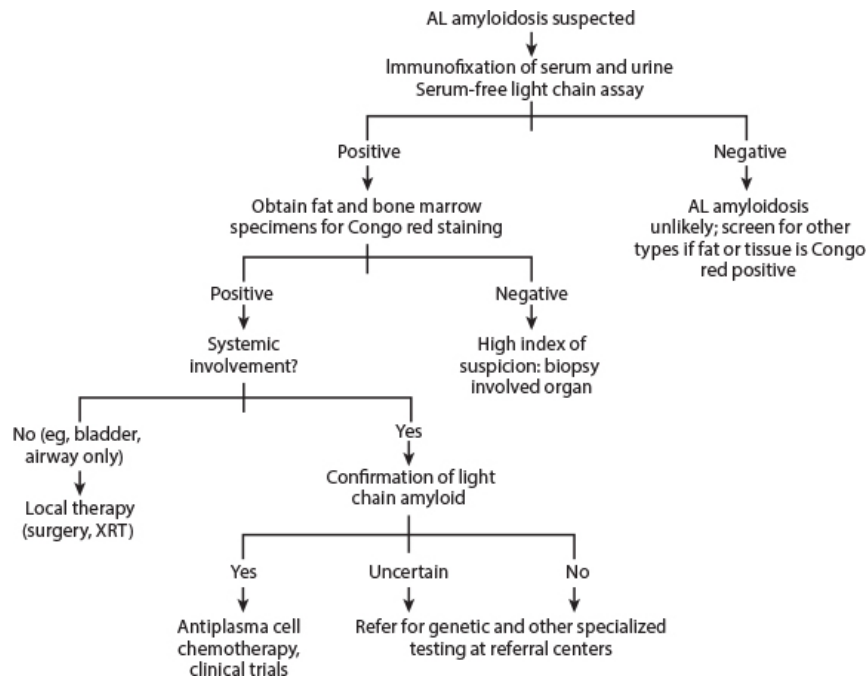 AL amyloidosis suspected
Immunofixation of serum and urine
Serum-free light chain assay
Positive
Negative
Obtain fat and bone marrow
specimens for Congo red staining
AL amyloidosis
unlikely; screen for other
types if fat or tissue is Congo
red positive
Positive
Negative
Systemic
involvement?
High index of
suspicion: biopsy
involved organ
No (eg, bladder,
airway only)
Yes
Local therapy
(surgery, XRT)
Confirmation of light
chain amyloid
Yes
Uncertain
No
Antiplasma cell
chemotherapy,
clinical trials
Refer for genetic and other specialized
testing at referral centers